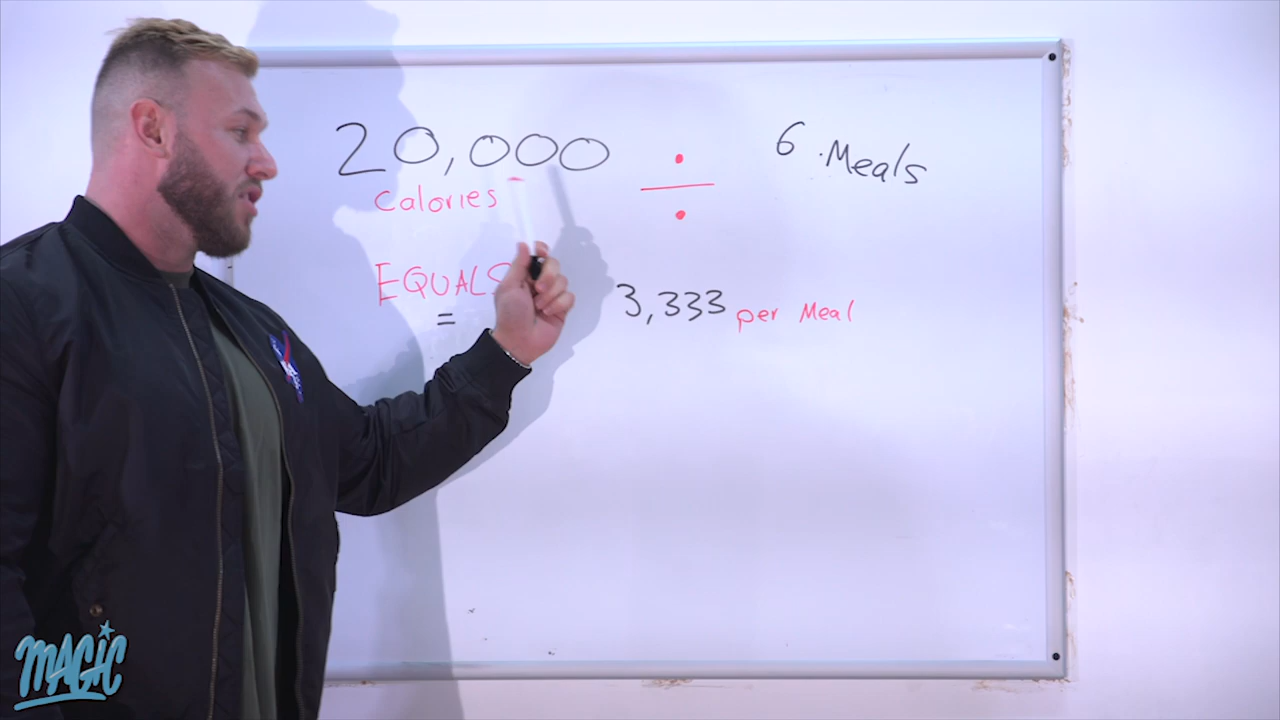 20,000 ÷ 6 Meals
Calories
EQUALS
= 3,333 per Meal
MAGIC